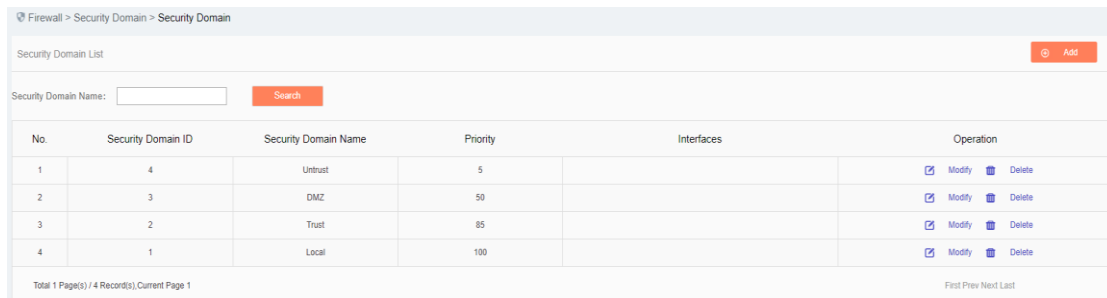 Firewall > Security Domain > Security Domain
Security Domain List
Add
Security Domain Name:
Search
No. Security Domain ID Security Domain Name Priority Interfaces Operation
1 4 Untrust 5 Modify Delete
2 3 DMZ 50 Modify Delete
3 2 Trust 85 Modify Delete
4 1 Local 100 Modify Delete
Total 1 Page(s) / 4 Record(s),Current Page 1 First Prev Next Last